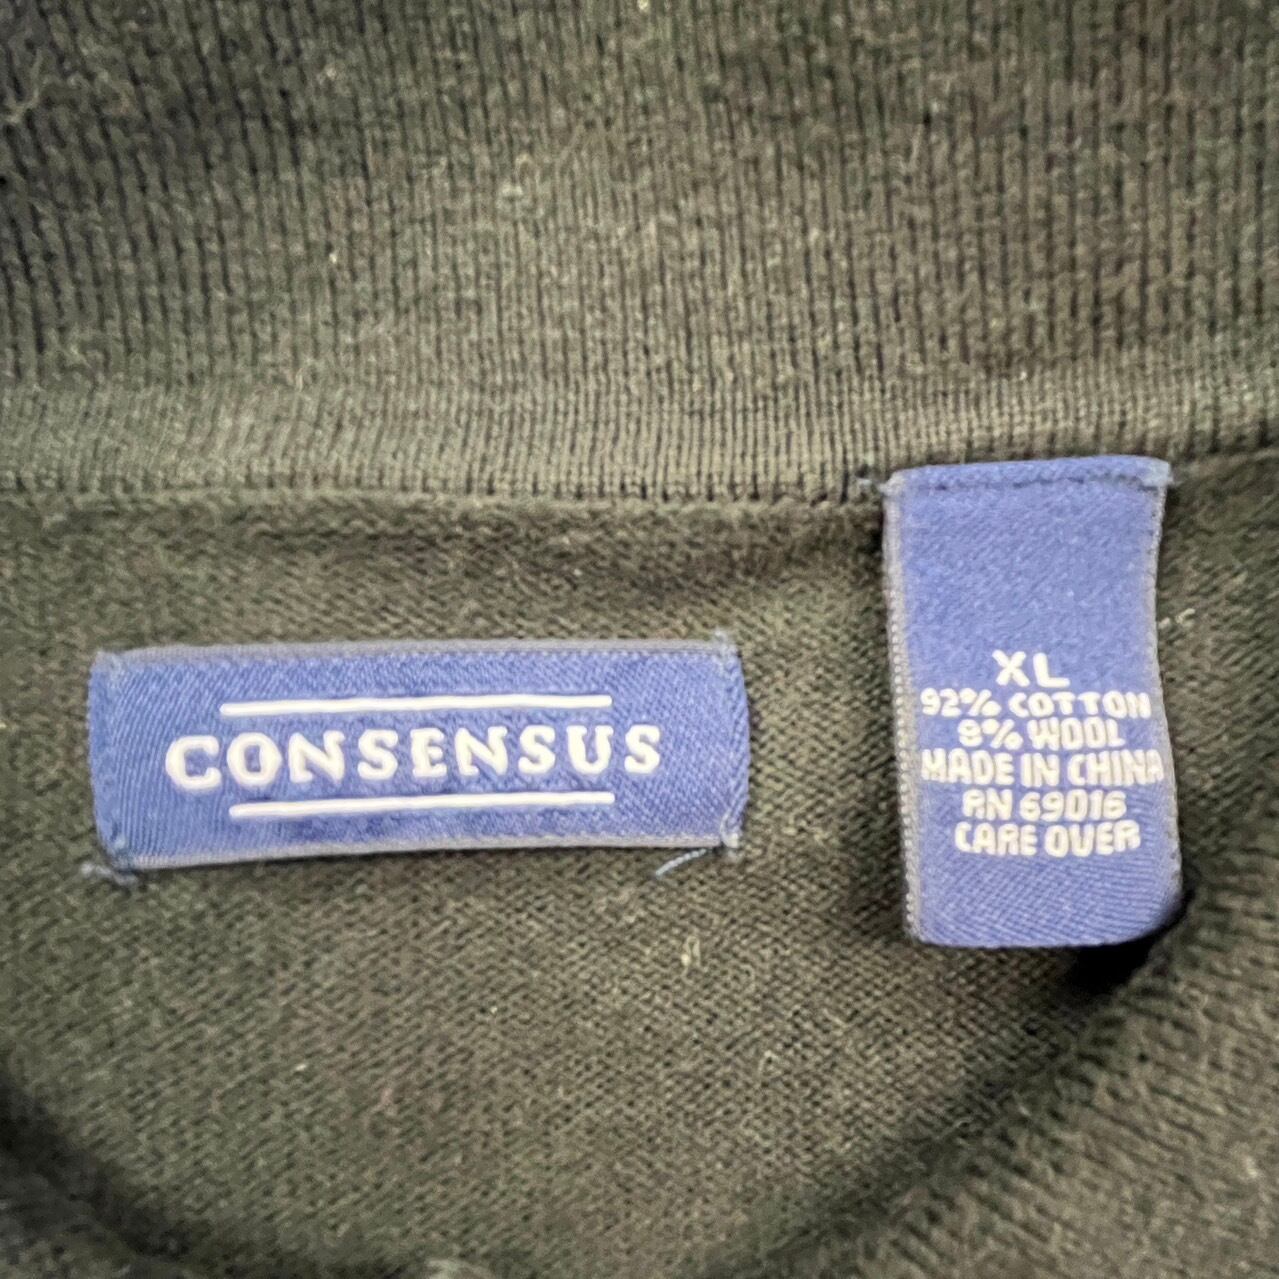 CONSENSUS
XL
92% COTTON
8% WOOL
MADE IN CHINA
RN 69016
CARE OVER